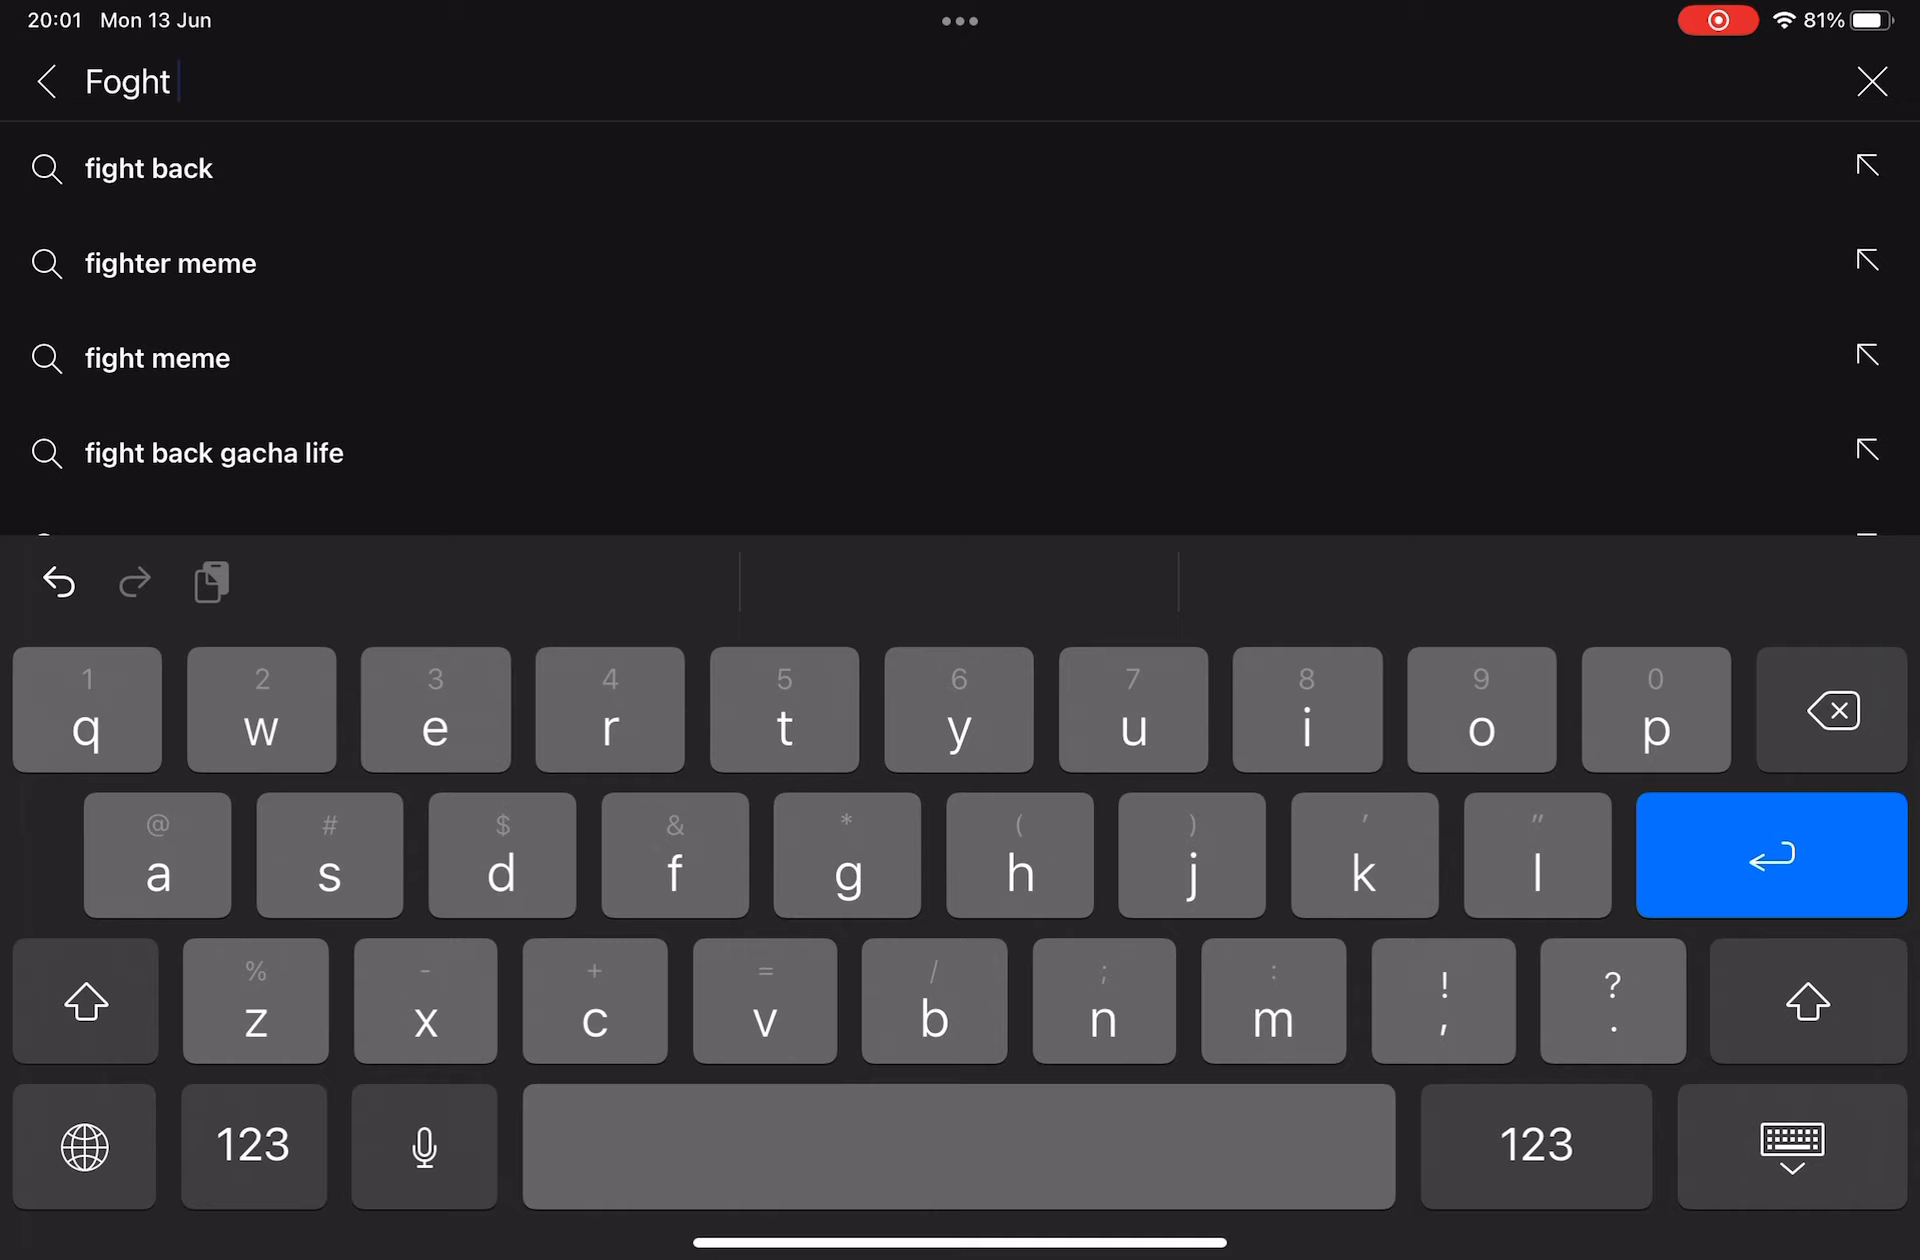 20:01 Mon 13 Jun
81%
Foght
fight back
fighter meme
fight meme
fight back gacha life
1 2 3 4 5 6 7 8 9 0
q w e r t y u i o p
@ # $ & * ( ) ' "
a s d f g h j k l
% - + = / ; : ! ?
z x c v b n m , .
123 123